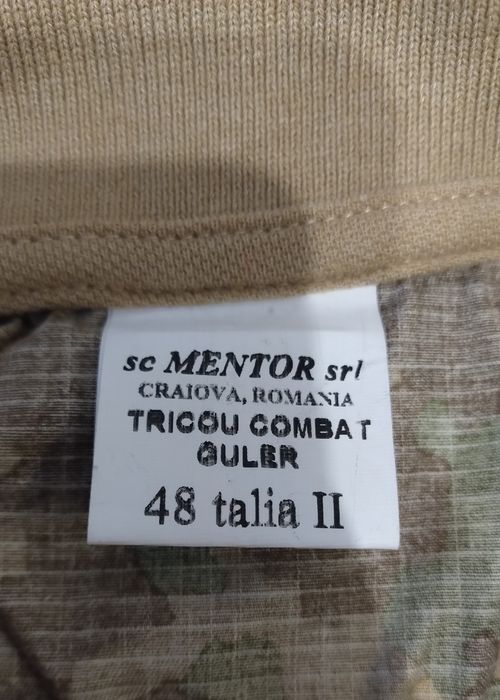 sc MENTOR srl
CRAIOVA, ROMANIA
TRICOU COMBAT
GULER
48 talia II